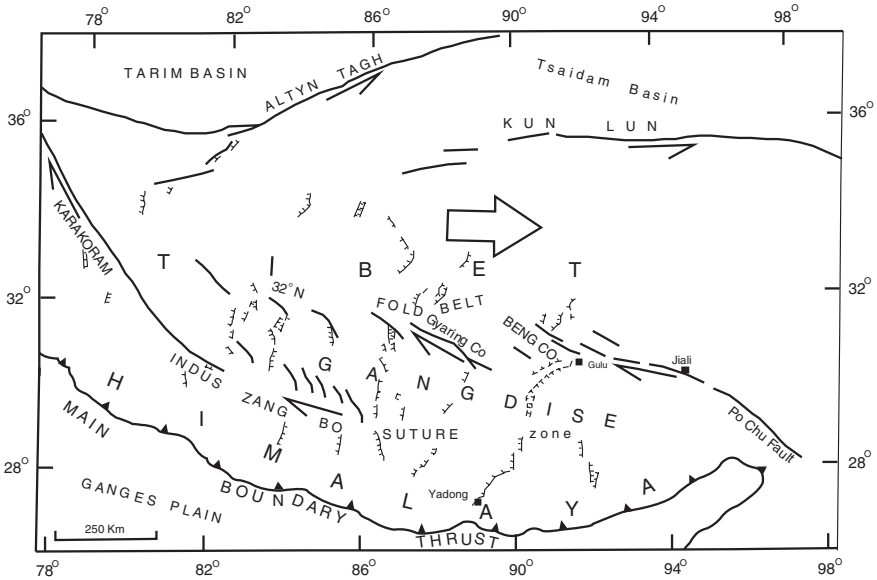 78° 82° 86° 90° 94° 98°
TARIM BASIN
ALTYN TAGH
Tsaidam Basin
36° 36°
KUN LUN
KARAKORAM
T I B E T
32°N
32° 32°
FOLD BELT
Gyaring Co
BENG CO
Gulu
Jiali
INDUS
ZANG BO
SUTURE
zone
G A N G D I S E
Po Chu Fault
H I M A L A Y A
MAIN
BOUNDARY
THRUST
28° 28°
Yadong
GANGES PLAIN
250 Km
78° 82° 86° 90° 94° 98°